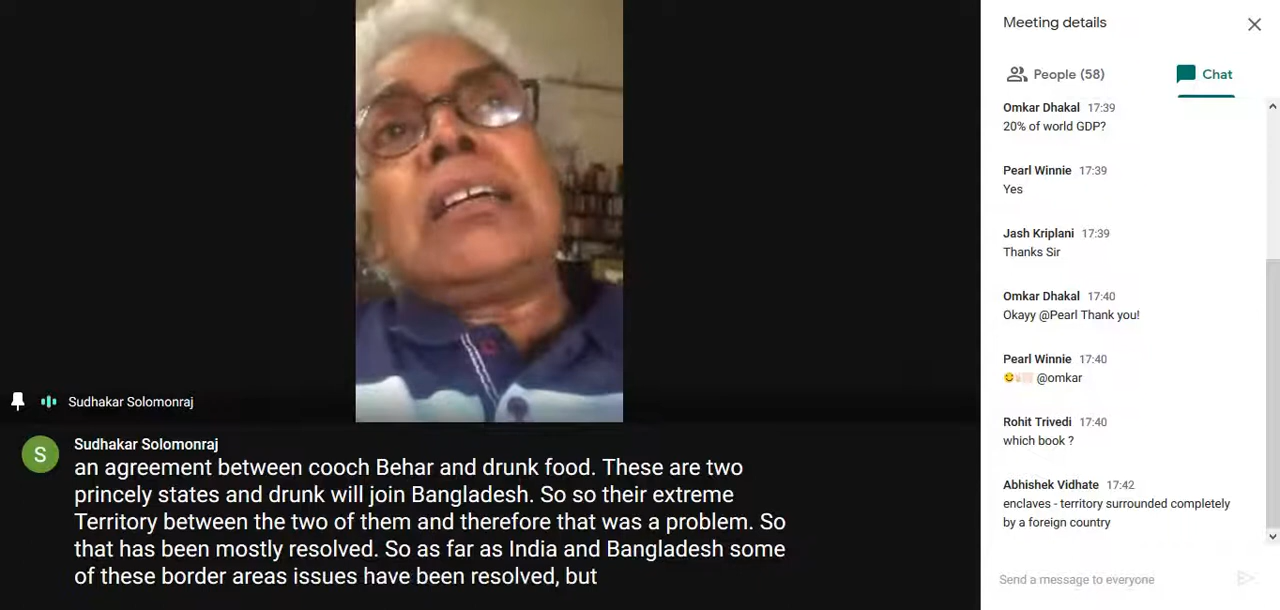 Meeting details
People (58)
Chat
Omkar Dhakal 17:39
20% of world GDP?
Pearl Winnie 17:39
Yes
Jash Kriplani 17:39
Thanks Sir
Omkar Dhakal 17:40
Okayy @Pearl Thank you!
Pearl Winnie 17:40
@omkar
Rohit Trivedi 17:40
which book ?
Abhishek Vidhate 17:42
enclaves - territory surrounded completely
by a foreign country
Send a message to everyone
Sudhakar Solomonraj
S
Sudhakar Solomonraj
an agreement between cooch Behar and drunk food. These are two
princely states and drunk will join Bangladesh. So so their extreme
Territory between the two of them and therefore that was a problem. So
that has been mostly resolved. So as far as India and Bangladesh some
of these border areas issues have been resolved, but